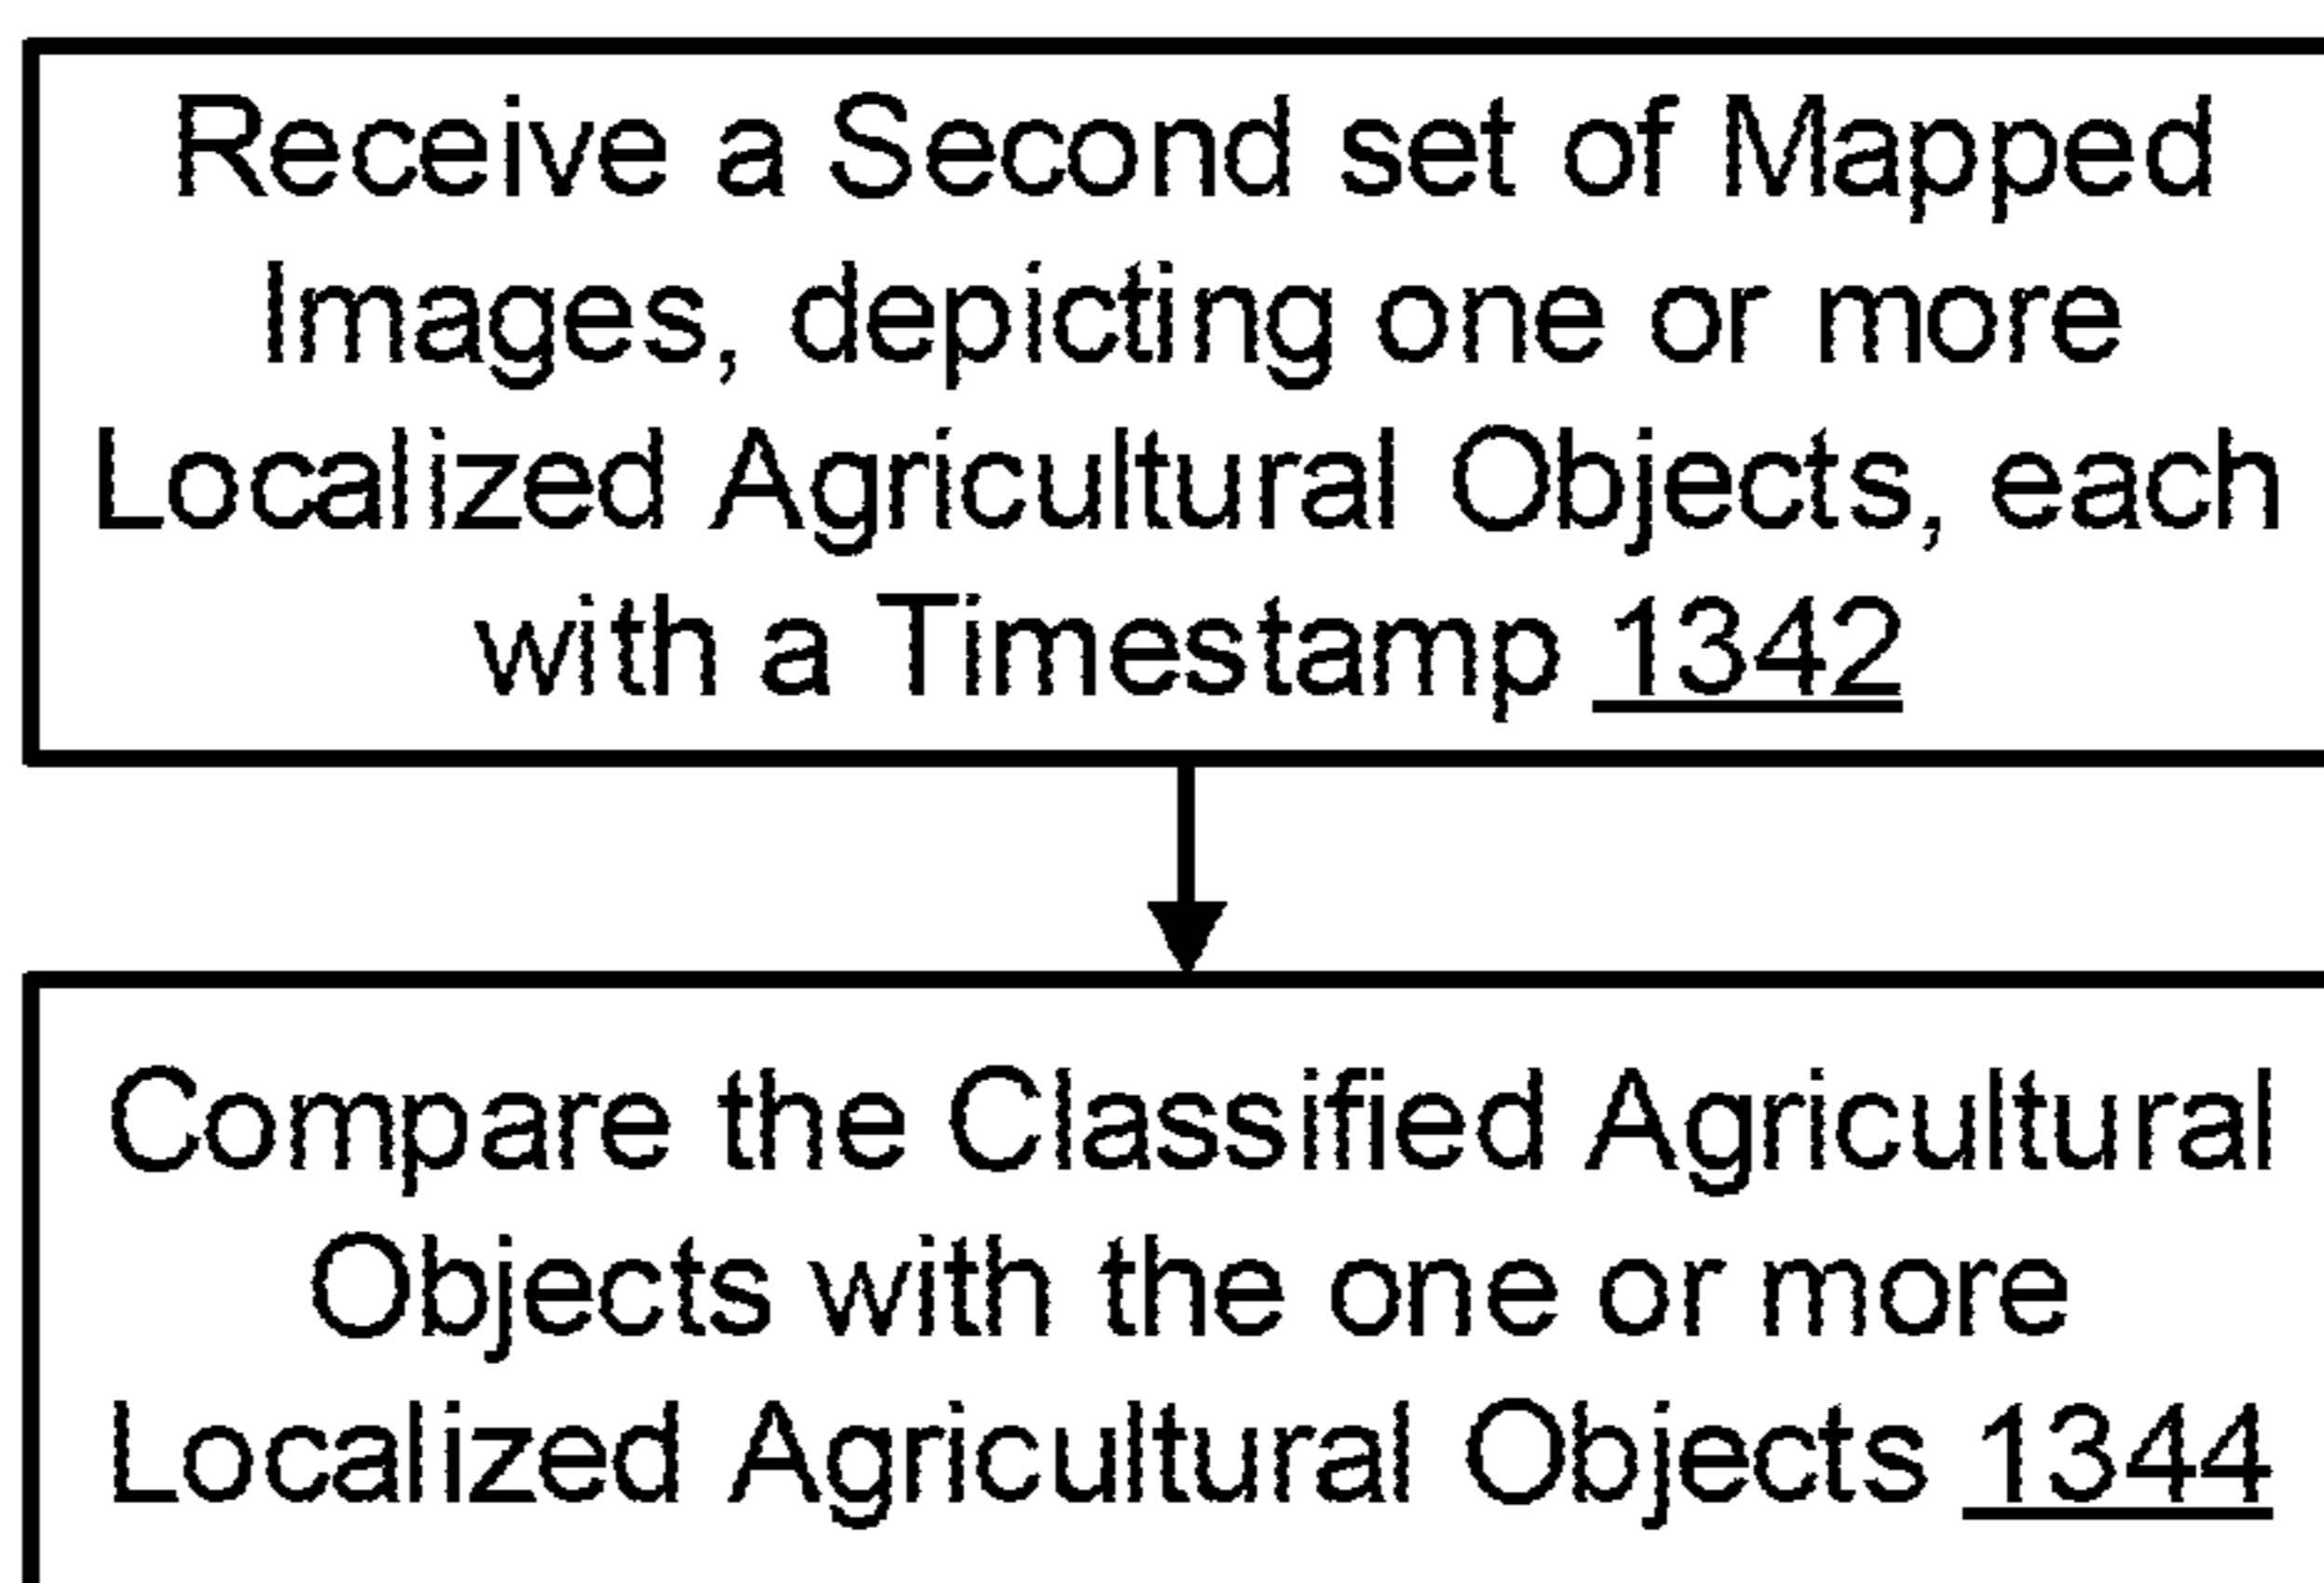 Receive a Second set of Mapped
Images, depicting one or more
Localized Agricultural Objects, each
with a Timestamp 1342
Compare the Classified Agricultural
Objects with the one or more
Localized Agricultural Objects 1344